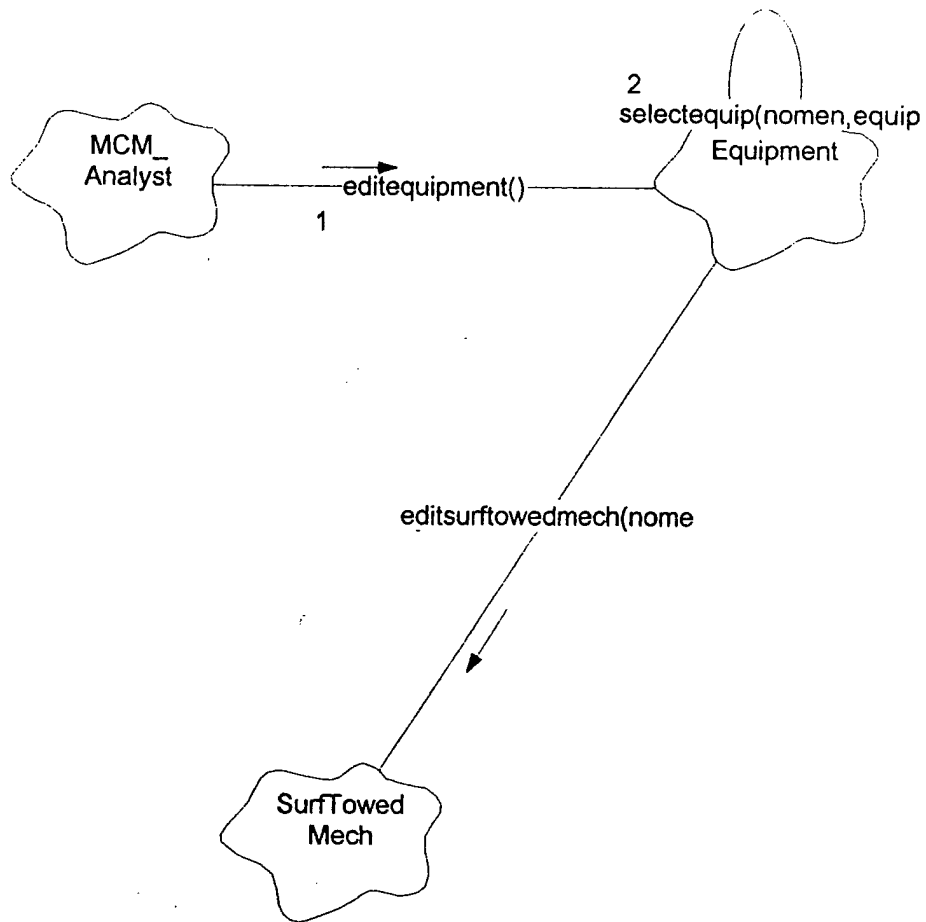 MCM_
Analyst
editequipment()
1
2
selectequip(nomen,equip
Equipment
editsurftowedmech(nome
SurfTowed
Mech